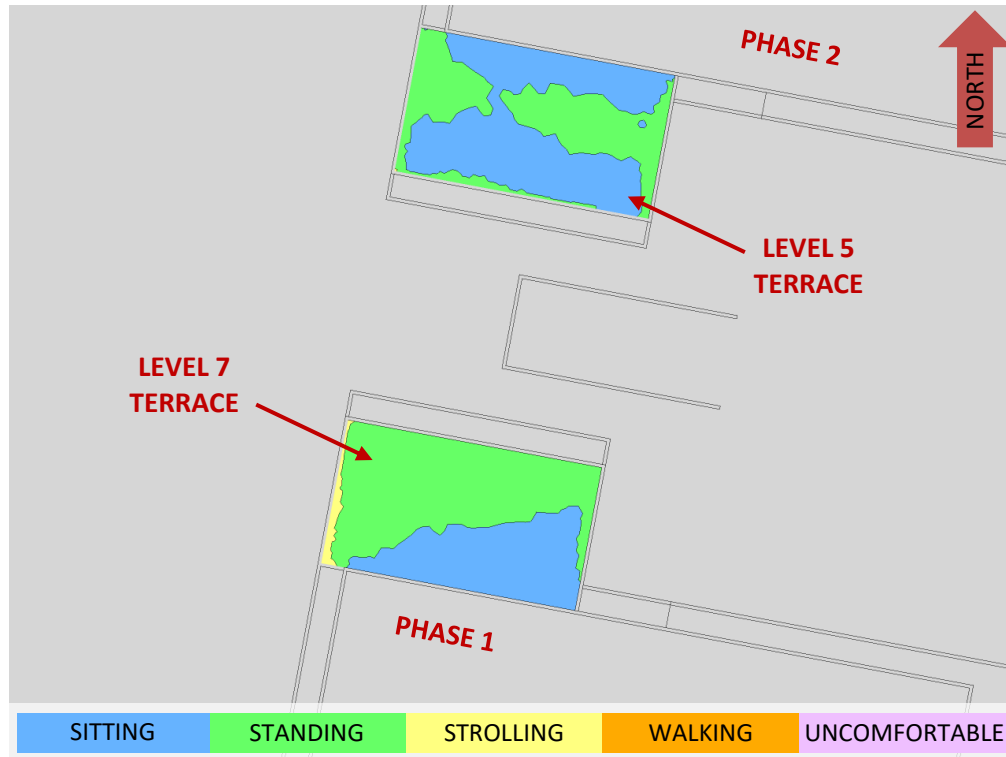 PHASE 2
NORTH
LEVEL 5
TERRACE
LEVEL 7
TERRACE
PHASE 1
SITTING
STANDING
STROLLING
WALKING
UNCOMFORTABLE